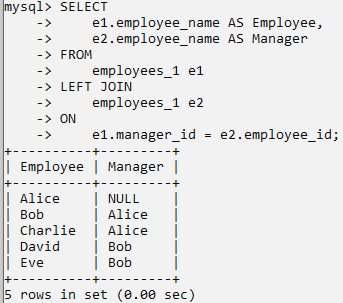 mysql> SELECT
    ->     e1.employee_name AS Employee,
    ->     e2.employee_name AS Manager
    -> FROM
    ->     employees_1 e1
    -> LEFT JOIN
    ->     employees_1 e2
    -> ON
    ->     e1.manager_id = e2.employee_id;
+----------+---------+
| Employee | Manager |
+----------+---------+
| Alice    | NULL    |
| Bob      | Alice   |
| Charlie  | Alice   |
| David    | Bob     |
| Eve      | Bob     |
+----------+---------+
5 rows in set (0.00 sec)